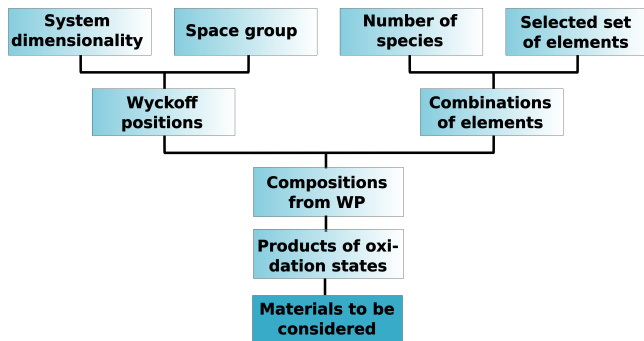 System
dimensionality
Space group
Number of
species
Selected set
of elements
Wyckoff
positions
Combinations
of elements
Compositions
from WP
Products of oxi-
dation states
Materials to be
considered